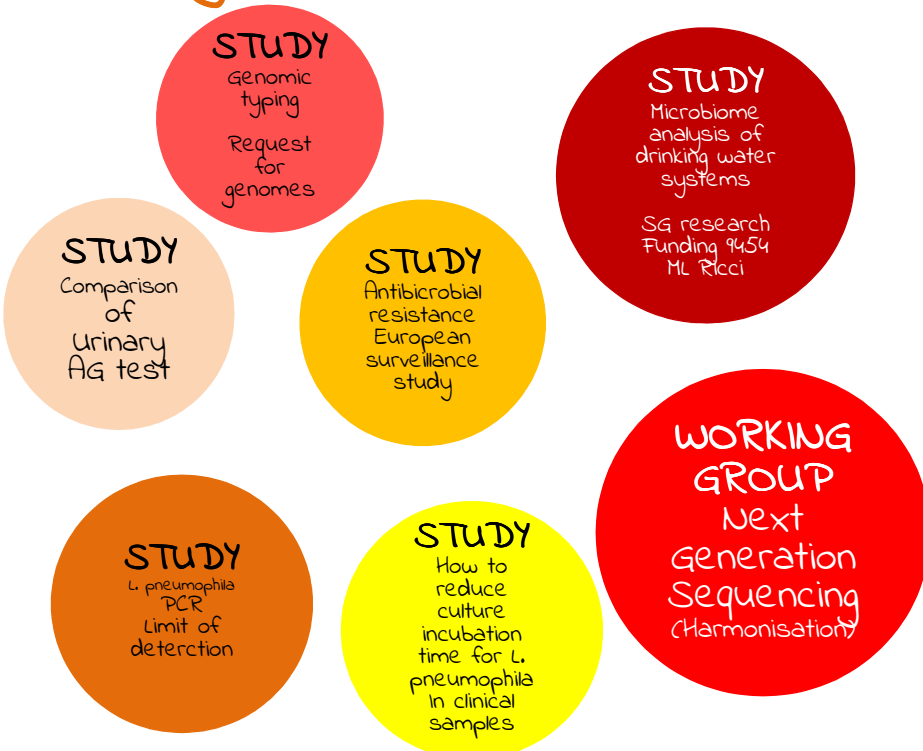 STUDY
Genomic
typing
Request
for
genomes
STUDY
Microbiome
analysis of
drinking water
systems
SG research
Funding 9454
ML Ricci
STUDY
Comparison
of
Urinary
AG test
STUDY
Antibicrobial
resistance
European
surveillance
study
WORKING
GROUP
Next
Generation
Sequencing
(Harmonisation)
STUDY
L. pneumophila
PCR
Limit of
deterction
STUDY
How to
reduce
culture
incubation
time for L.
pneumophila
In clinical
samples